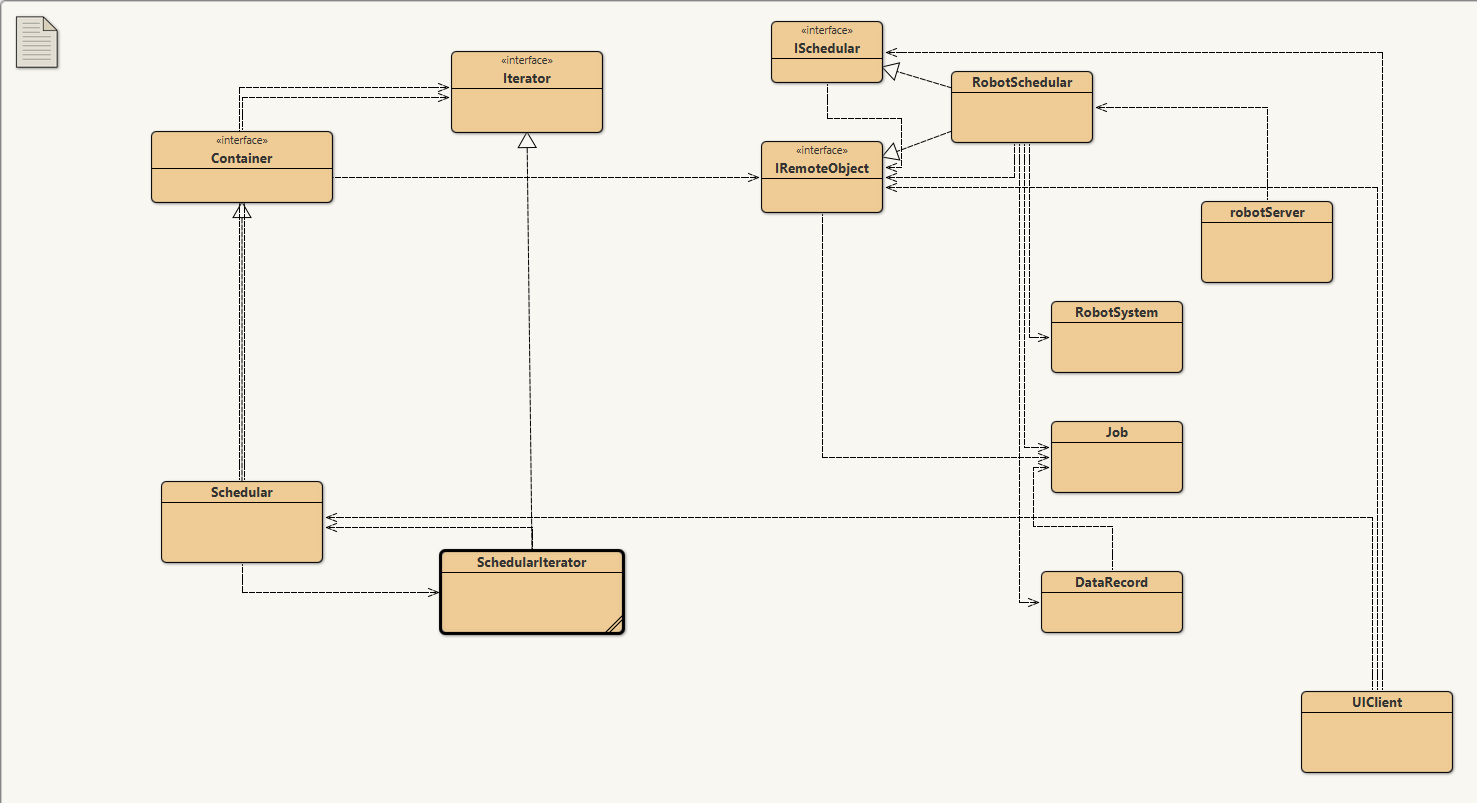 «interface»
ISchedular
«interface»
Iterator
RobotSchedular
«interface»
Container
«interface»
IRemoteObject
robotServer
RobotSystem
Job
Schedular
SchedularIterator
DataRecord
UIClient